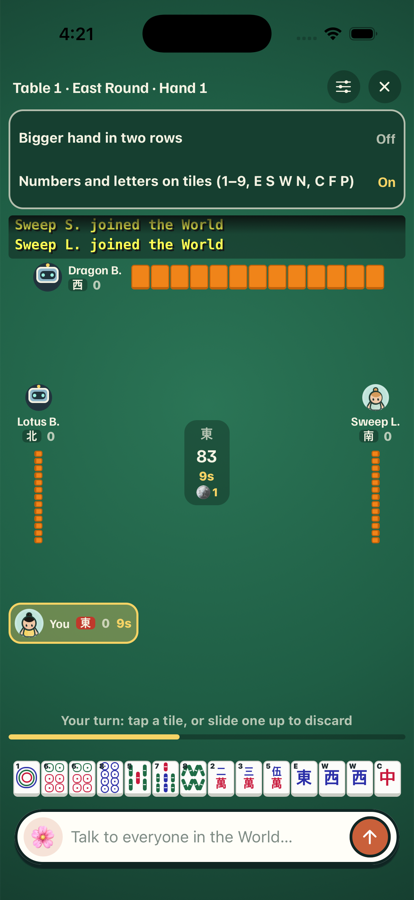 4:21
Table 1 · East Round · Hand 1
Bigger hand in two rows Off
Numbers and letters on tiles (1–9, E S W N, C F P) On
Sweep S. joined the World
Sweep L. joined the World
Dragon B.
西 0
Lotus B.
北 0
Sweep L.
南 0
東
83
9s
1
You 東 0 9s
Your turn: tap a tile, or slide one up to discard
1 2 3 5 E W W C
二 三 伍 東 西 西 中
萬 萬 萬
Talk to everyone in the World...